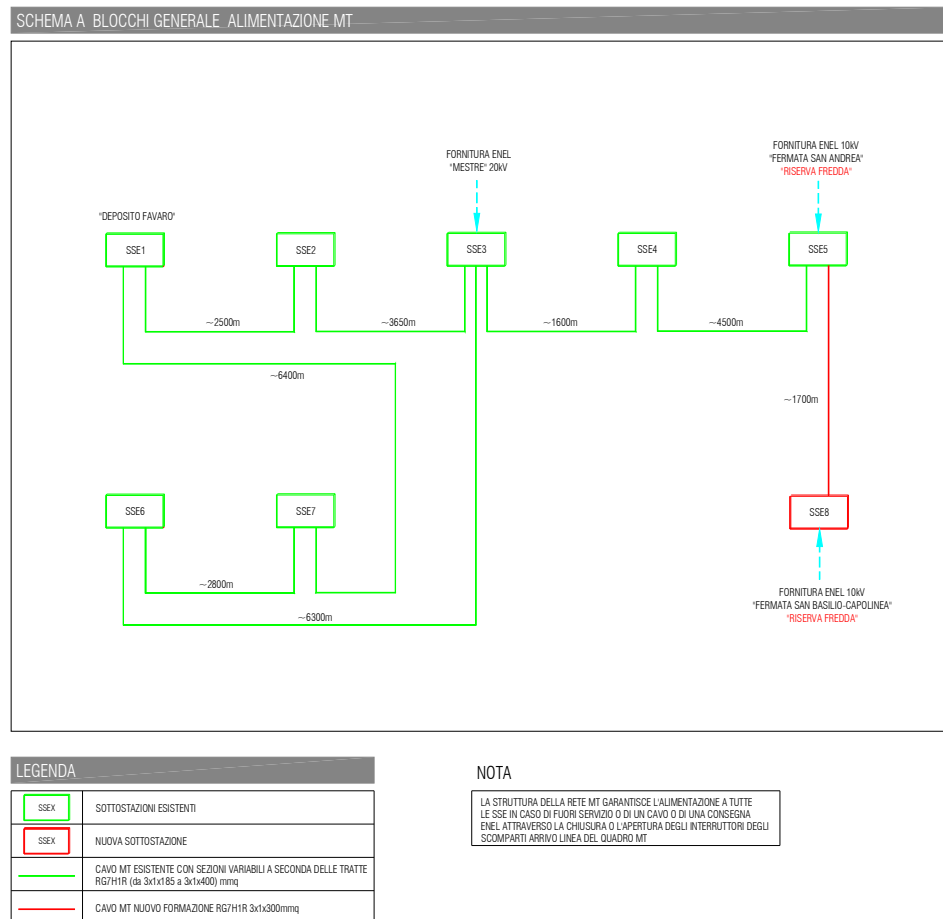 SCHEMA A BLOCCHI GENERALE ALIMENTAZIONE MT
FORNITURA ENEL
"MESTRE" 20kV
FORNITURA ENEL 10kV
"FERMATA SAN ANDREA"
"RISERVA FREDDA"
"DEPOSITO FAVARO"
SSE1
SSE2
SSE3
SSE4
SSE5
~2500m
~3650m
~1600m
~4500m
~6400m
~1700m
SSE6
SSE7
SSE8
~2800m
~6300m
FORNITURA ENEL 10kV
"FERMATA SAN BASILIO-CAPOLINEA"
"RISERVA FREDDA"
LEGENDA
SSEX
SOTTOSTAZIONI ESISTENTI
SSEX
NUOVA SOTTOSTAZIONE
CAVO MT ESISTENTE CON SEZIONI VARIABILI A SECONDA DELLE TRATTE
RG7H1R (da 3x1x185 a 3x1x400) mmq
CAVO MT NUOVO FORMAZIONE RG7H1R 3x1x300mmq
NOTA
LA STRUTTURA DELLA RETE MT GARANTISCE L'ALIMENTAZIONE A TUTTE
LE SSE IN CASO DI FUORI SERVIZIO O DI UN CAVO O DI UNA CONSEGNA
ENEL ATTRAVERSO LA CHIUSURA O L'APERTURA DEGLI INTERRUTTORI DEGLI
SCOMPARTI ARRIVO LINEA DEL QUADRO MT